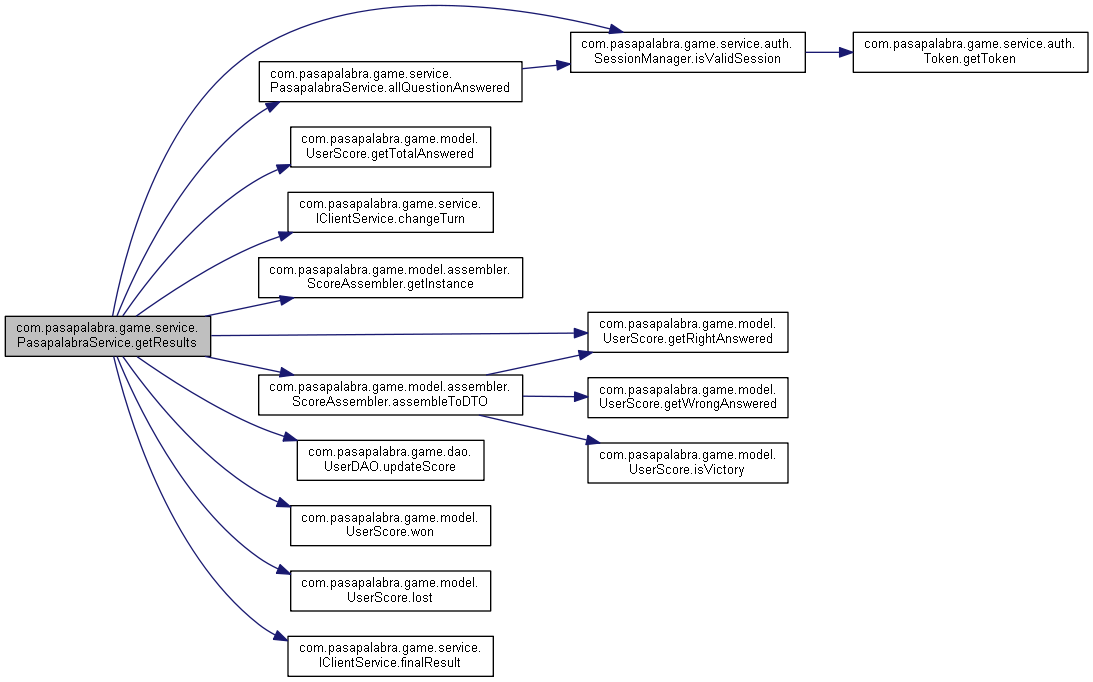 com.pasapalabra.game.service.
PasapalabraService.getResults
com.pasapalabra.game.service.auth.
SessionManager.isValidSession
com.pasapalabra.game.service.auth.
Token.getToken
com.pasapalabra.game.service.
PasapalabraService.allQuestionAnswered
com.pasapalabra.game.model.
UserScore.getTotalAnswered
com.pasapalabra.game.service.
IClientService.changeTurn
com.pasapalabra.game.model.assembler.
ScoreAssembler.getInstance
com.pasapalabra.game.model.
UserScore.getRightAnswered
com.pasapalabra.game.model.assembler.
ScoreAssembler.assembleToDTO
com.pasapalabra.game.model.
UserScore.getWrongAnswered
com.pasapalabra.game.model.
UserScore.isVictory
com.pasapalabra.game.dao.
UserDAO.updateScore
com.pasapalabra.game.model.
UserScore.won
com.pasapalabra.game.model.
UserScore.lost
com.pasapalabra.game.service.
IClientService.finalResult